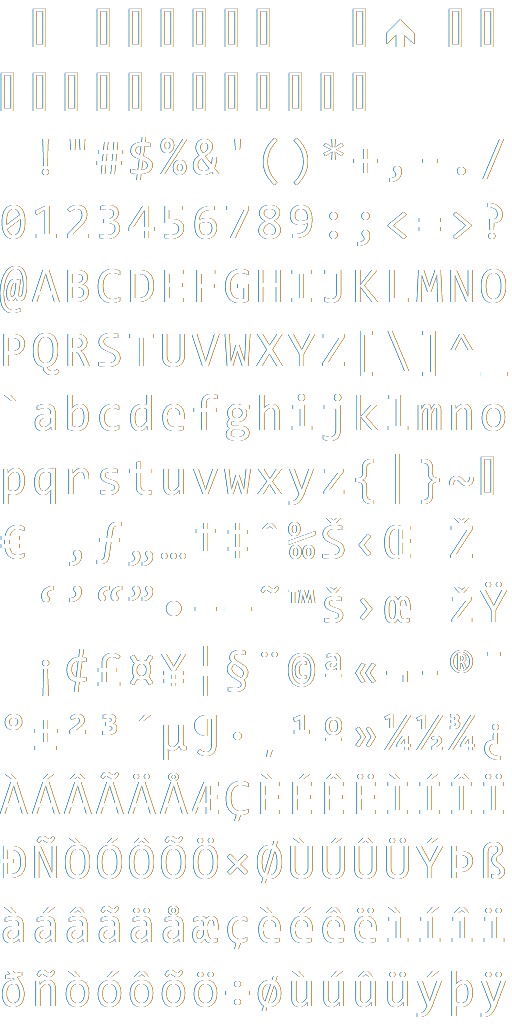 ! " # $ % & ' ( ) * + , - . /
0 1 2 3 4 5 6 7 8 9 : ; < = > ?
@ A B C D E F G H I J K L M N O
P Q R S T U V W X Y Z [ \ ] ^ _
` a b c d e f g h i j k l m n o
p q r s t u v w x y z { | } ~
€ ‚ ƒ „ … † ‡ ˆ ‰ Š ‹ Œ Ž
‘ ’ “ ” • – — ˜ ™ š › œ ž Ÿ
¡ ¢ £ ¤ ¥ ¦ § ¨ © ª « ¬ - ® ¯
° ± ² ³ ´ µ ¶ · ¸ ¹ º » ¼ ½ ¾ ¿
À Á Â Ã Ä Å Æ Ç È É Ê Ë Ì Í Î Ï
Ð Ñ Ò Ó Ô Õ Ö × Ø Ù Ú Û Ü Ý Þ ß
à á â ã ä å æ ç è é ê ë ì í î ï
ð ñ ò ó ô õ ö ÷ ø ù ú û ü ý þ ÿ